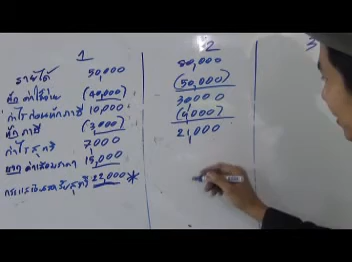 1 2 3
รายได้ 50,000 80,000
หัก ค่าใช้จ่าย (40,000) (50,000)
กำไรก่อนหักภาษี 10,000 30000
หัก ภาษี (3,000) (9,000)
กำไรสุทธิ 7,000 21,000
บวก ค่าเสื่อมราคา 15,000
กระแสเงินสดรับสุทธิ 22,000 *